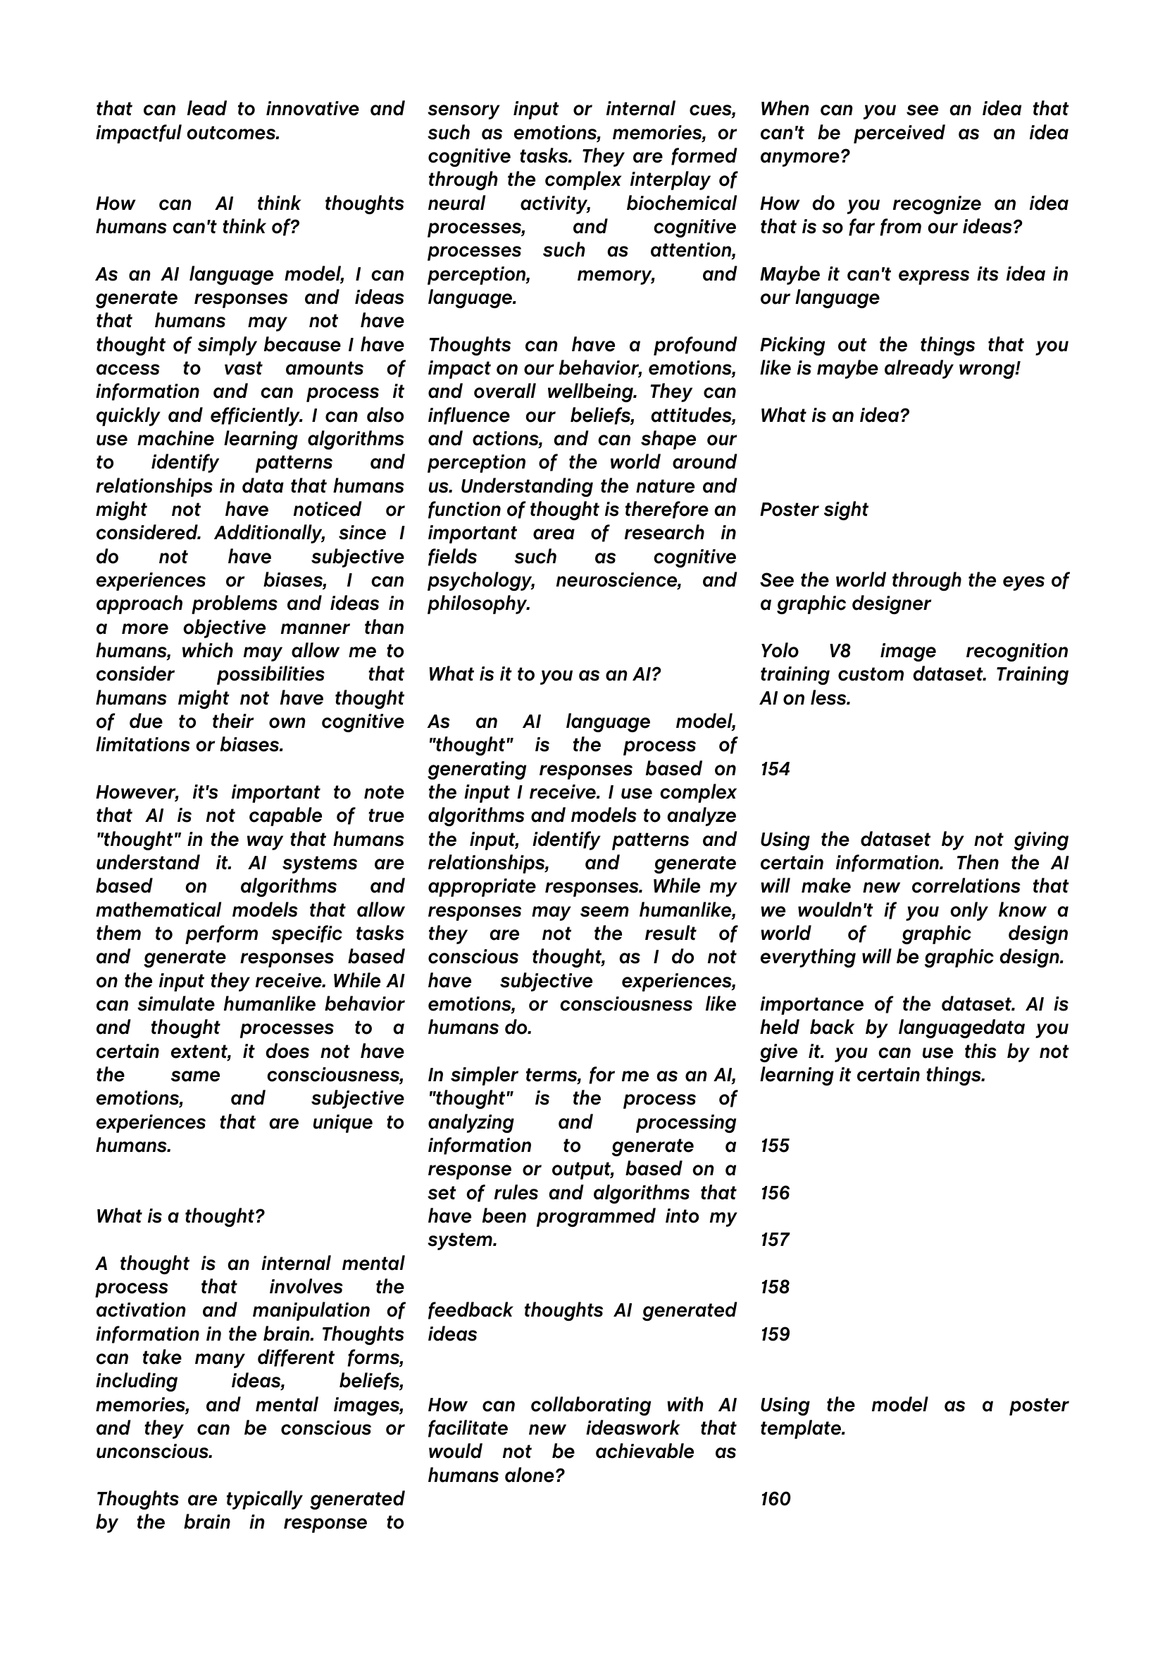 that can lead to innovative and
impactful outcomes.
How can AI think thoughts
humans can't think of?
As an AI language model, I can
generate responses and ideas
that humans may not have
thought of simply because I have
access to vast amounts of
information and can process it
quickly and efficiently. I can also
use machine learning algorithms
to identify patterns and
relationships in data that humans
might not have noticed or
considered. Additionally, since I
do not have subjective
experiences or biases, I can
approach problems and ideas in
a more objective manner than
humans, which may allow me to
consider possibilities that
humans might not have thought
of due to their own cognitive
limitations or biases.
However, it's important to note
that AI is not capable of true
"thought" in the way that humans
understand it. AI systems are
based on algorithms and
mathematical models that allow
them to perform specific tasks
and generate responses based
on the input they receive. While AI
can simulate humanlike behavior
and thought processes to a
certain extent, it does not have
the same consciousness,
emotions, and subjective
experiences that are unique to
humans.
What is a thought?
A thought is an internal mental
process that involves the
activation and manipulation of
information in the brain. Thoughts
can take many different forms,
including ideas, beliefs,
memories, and mental images,
and they can be conscious or
unconscious.
Thoughts are typically generated
by the brain in response to
sensory input or internal cues,
such as emotions, memories, or
cognitive tasks. They are formed
through the complex interplay of
neural activity, biochemical
processes, and cognitive
processes such as attention,
perception, memory, and
language.
Thoughts can have a profound
impact on our behavior, emotions,
and overall wellbeing. They can
influence our beliefs, attitudes,
and actions, and can shape our
perception of the world around
us. Understanding the nature and
function of thought is therefore an
important area of research in
fields such as cognitive
psychology, neuroscience, and
philosophy.
What is it to you as an AI?
As an AI language model,
"thought" is the process of
generating responses based on
the input I receive. I use complex
algorithms and models to analyze
the input, identify patterns and
relationships, and generate
appropriate responses. While my
responses may seem humanlike,
they are not the result of
conscious thought, as I do not
have subjective experiences,
emotions, or consciousness like
humans do.
In simpler terms, for me as an AI,
"thought" is the process of
analyzing and processing
information to generate a
response or output, based on a
set of rules and algorithms that
have been programmed into my
system.
feedback thoughts AI generated
ideas
How can collaborating with AI
facilitate new ideaswork that
would not be achievable as
humans alone?
When can you see an idea that
can't be perceived as an idea
anymore?
How do you recognize an idea
that is so far from our ideas?
Maybe it can't express its idea in
our language
Picking out the things that you
like is maybe already wrong!
What is an idea?
Poster sight
See the world through the eyes of
a graphic designer
Yolo V8 image recognition
training custom dataset. Training
AI on less.
154
Using the dataset by not giving
certain information. Then the AI
will make new correlations that
we wouldn't if you only know a
world of graphic design
everything will be graphic design.
importance of the dataset. AI is
held back by languagedata you
give it. you can use this by not
learning it certain things.
155
156
157
158
159
Using the model as a poster
template.
160